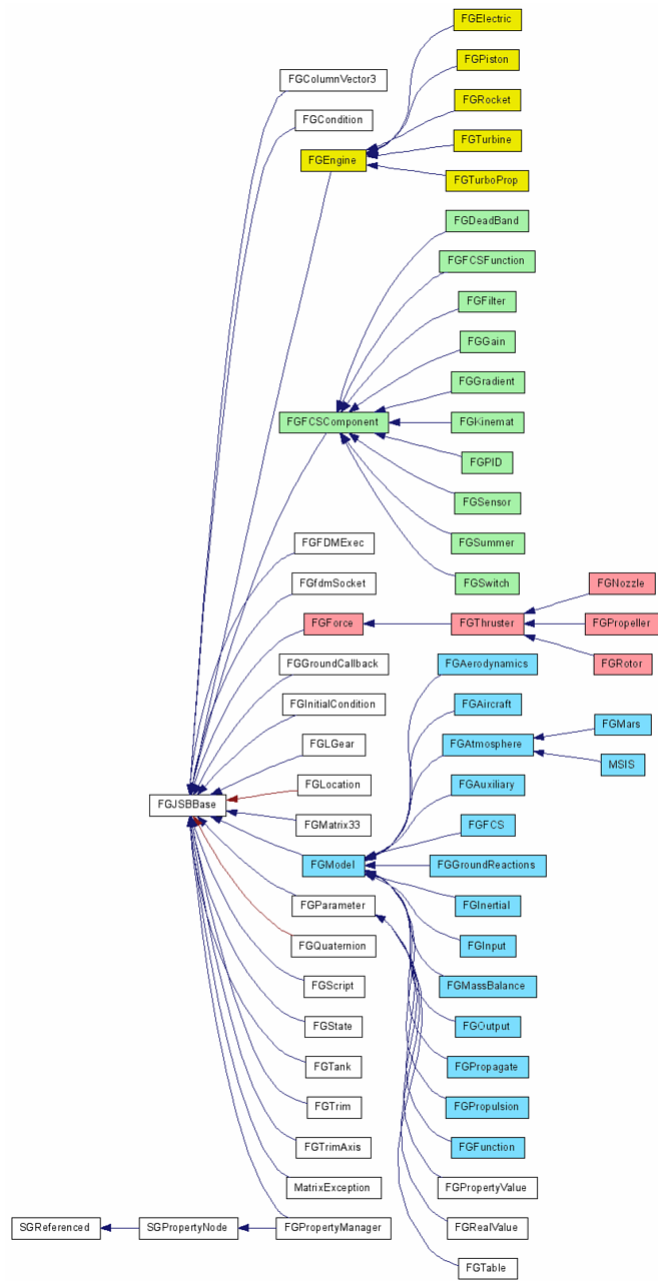 FGElectric
FGPiston
FGColumnVector3
FGRocket
FGCondition
FGTurbine
FGEngine
FGTurboProp
FGDeadBand
FGFCSFunction
FGFilter
FGGain
FGGradient
FGFCSComponent
FGKinemat
FGPID
FGSensor
FGFDMExec
FGSummer
FGfdmSocket
FGSwitch
FGNozzle
FGForce
FGThruster
FGPropeller
FGGroundCallback
FGAerodynamics
FGRotor
FGInitialCondition
FGAircraft
FGMars
FGLGear
FGAtmosphere
MSIS
FGLocation
FGAuxiliary
FGJSBBase
FGMatrix33
FGFCS
FGModel
FGGroundReactions
FGParameter
FGInertial
FGQuaternion
FGInput
FGScript
FGMassBalance
FGState
FGOutput
FGTank
FGPropagate
FGTrim
FGPropulsion
FGTrimAxis
FGFunction
MatrixException
FGPropertyValue
SGReferenced
SGPropertyNode
FGPropertyManager
FGRealValue
FGTable